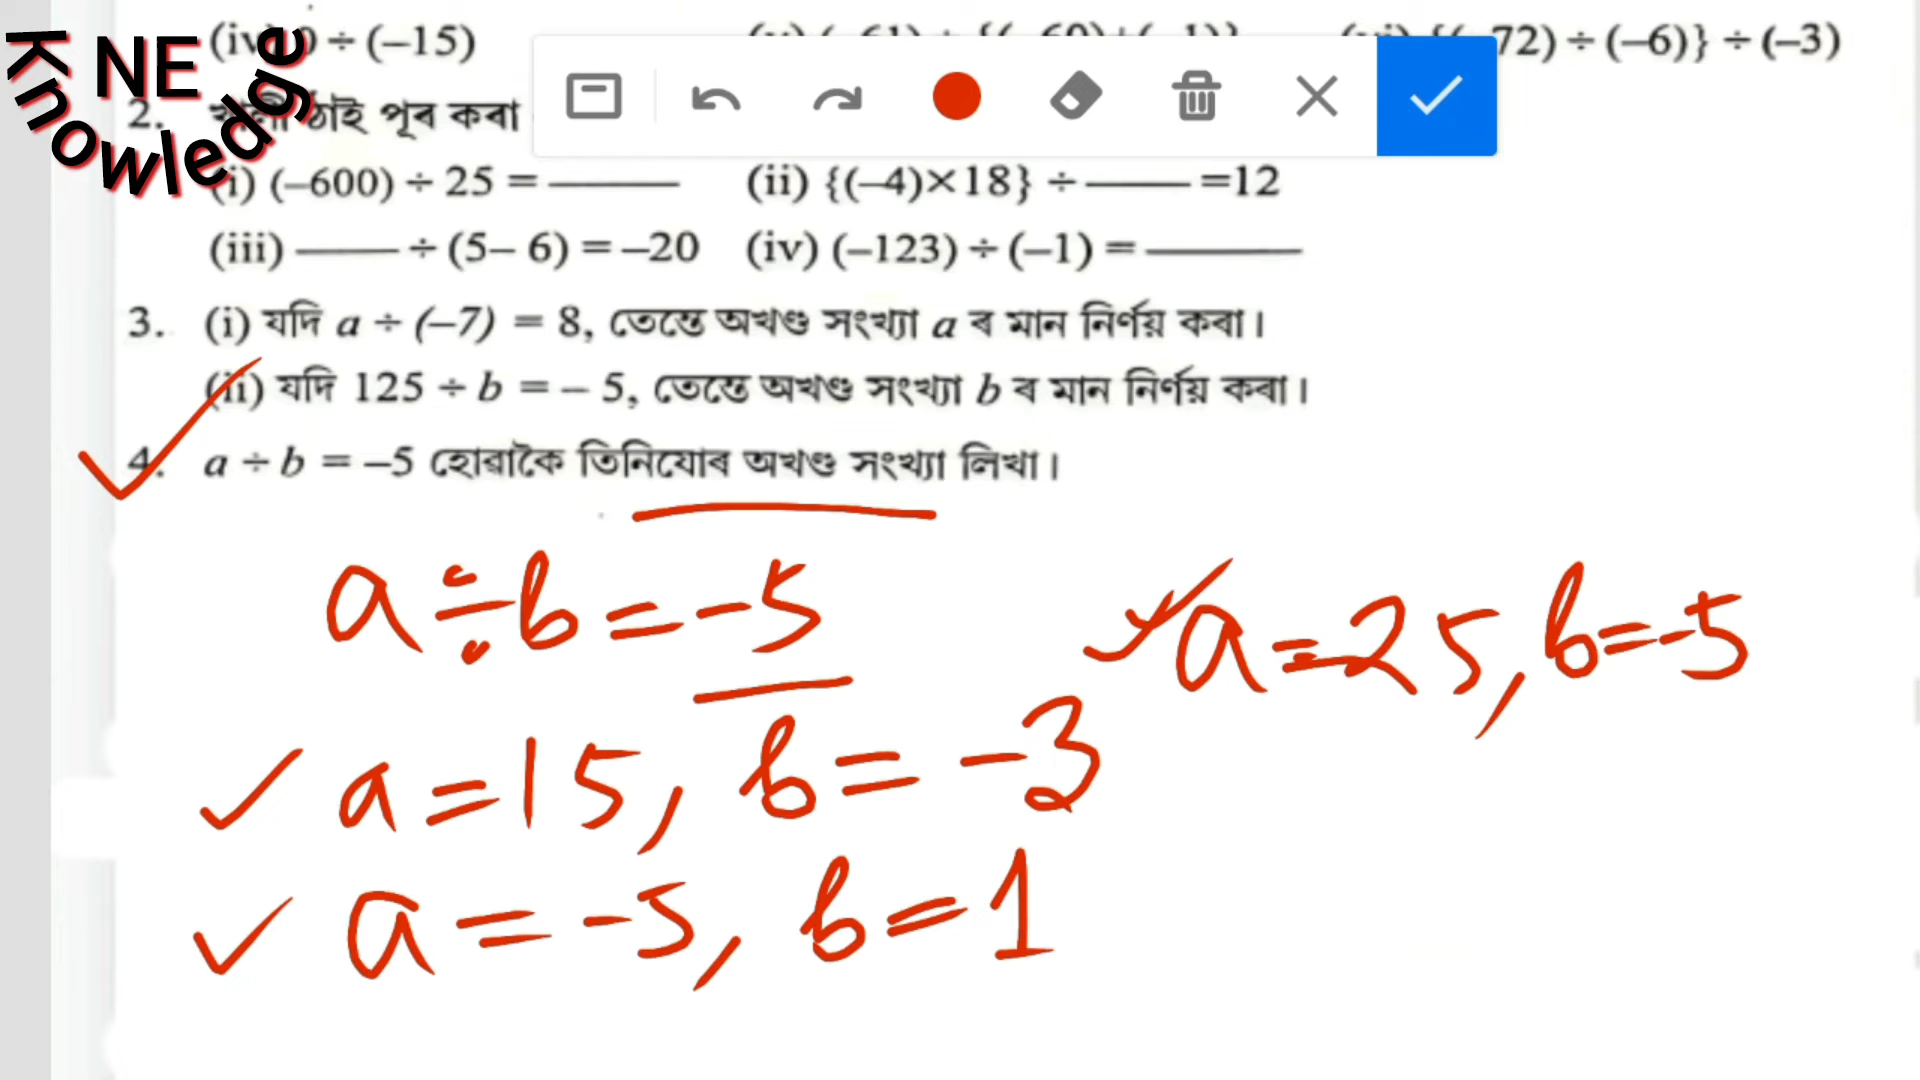 NE
Knowledge
(iv) 0 ÷ (–15)
72) ÷ (–6)} ÷ (–3)
2. খালী ঠাই পূৰ কৰা
(i) (–600) ÷ 25 = ———
(ii) {(–4)×18} ÷ ——— =12
(iii) ——— ÷ (5– 6) = –20
(iv) (–123) ÷ (–1) = ———
3. (i) যদি a ÷ (–7) = 8, তেন্তে অখণ্ড সংখ্যা a ৰ মান নিৰ্ণয় কৰা।
(ii) যদি 125 ÷ b = – 5, তেন্তে অখণ্ড সংখ্যা b ৰ মান নিৰ্ণয় কৰা।
4. a ÷ b = –5 হোৱাকৈ তিনিযোৰ অখণ্ড সংখ্যা লিখা।
a ÷ b = -5
a = 25, b = -5
a = 15, b = -3
a = -5, b = 1